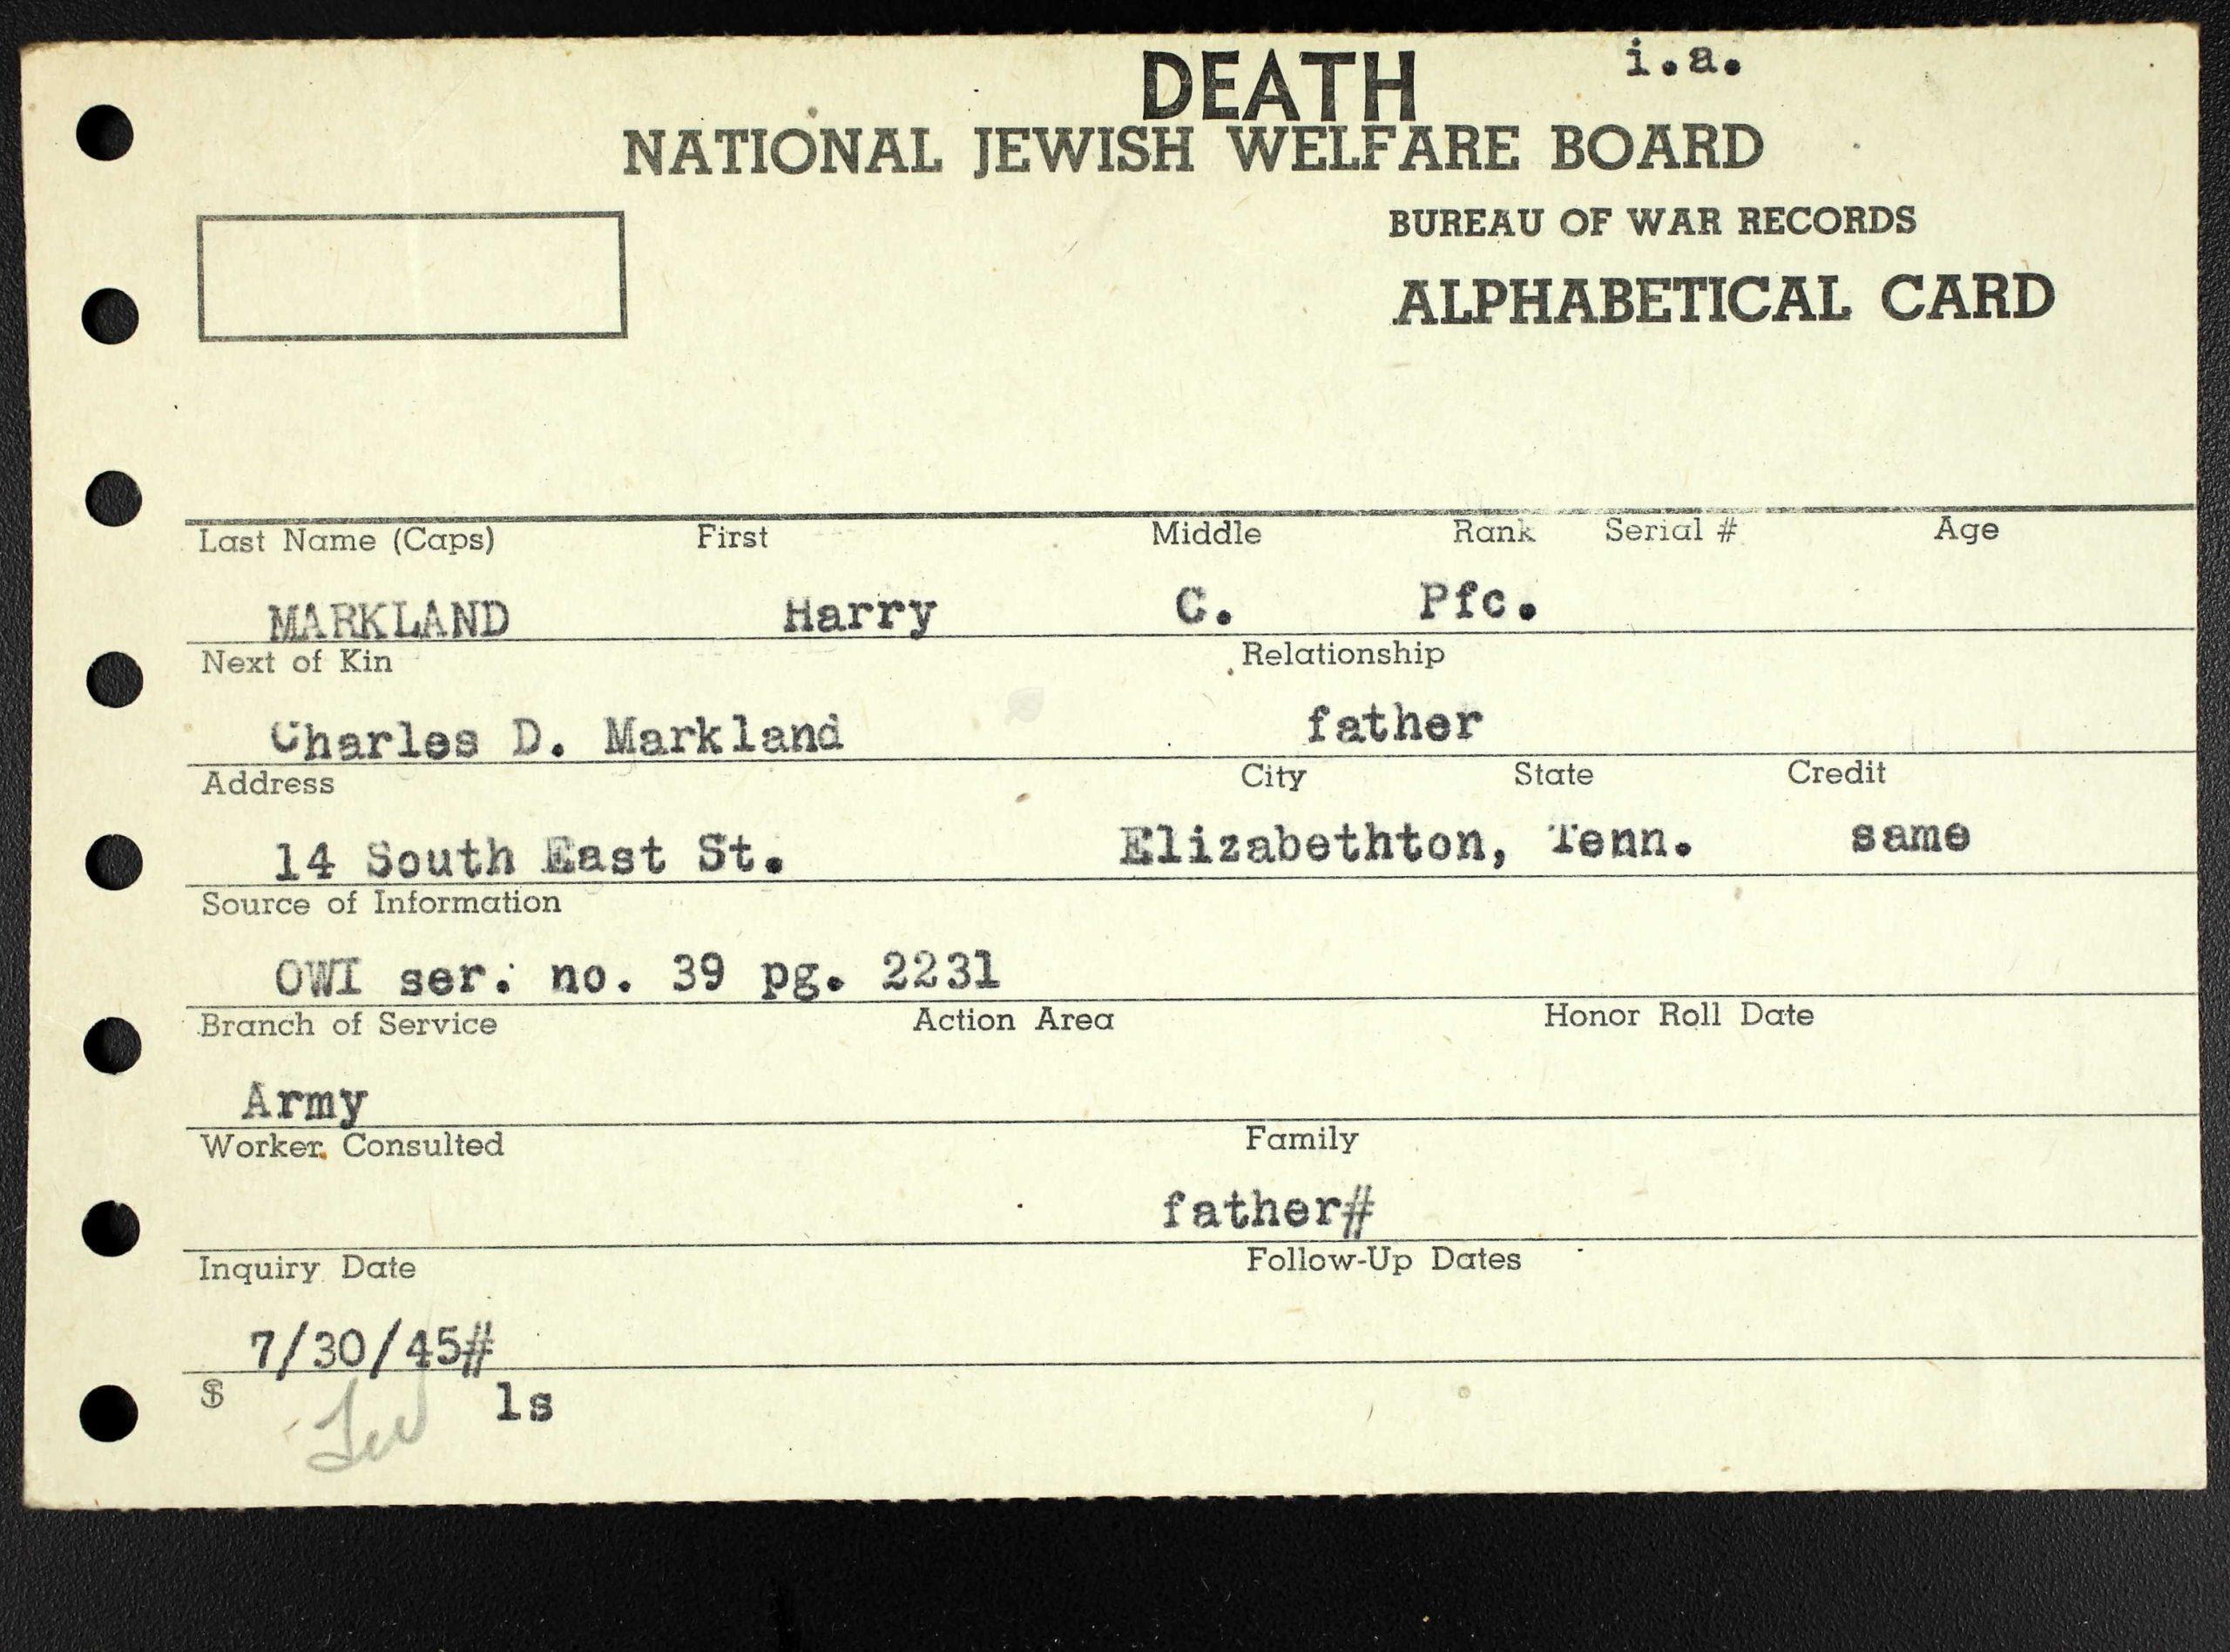 DEATH i.a.
NATIONAL JEWISH WELFARE BOARD
BUREAU OF WAR RECORDS
ALPHABETICAL CARD
Last Name (Caps) First Middle Rank Serial # Age
MARKLAND Harry C. Pfc.
Next of Kin Relationship
Charles D. Markland father
Address City State Credit
14 South East St. Elizabethton, Tenn. same
Source of Information
OWI ser. no. 39 pg. 2231
Branch of Service Action Area Honor Roll Date
Army
Worker Consulted Family
father#
Inquiry Date Follow-Up Dates
7/30/45#
$ ls